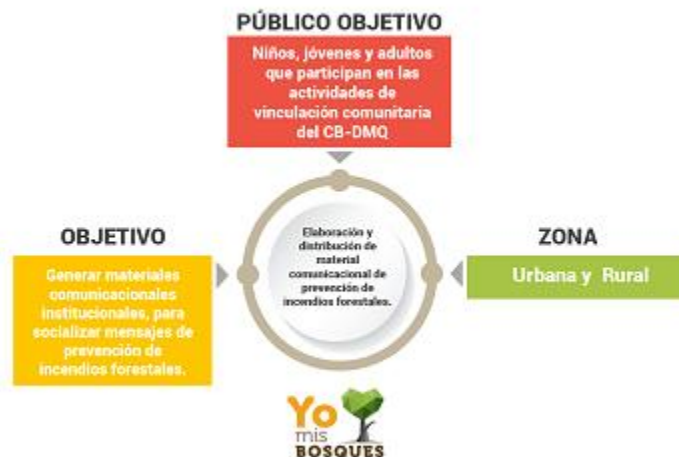 PÚBLICO OBJETIVO
Niños, jóvenes y adultos
que participan en las
actividades de
vinculación comunitaria
del CB-DMQ
OBJETIVO
Generar materiales
comunicacionales
institucionales, para
socializar mensajes de
prevención de
incendios forestales.
Elaboración y
distribución de
material
comunicacional de
prevención de
incendios forestales.
ZONA
Urbana y Rural
Yo
mis
BOSQUES